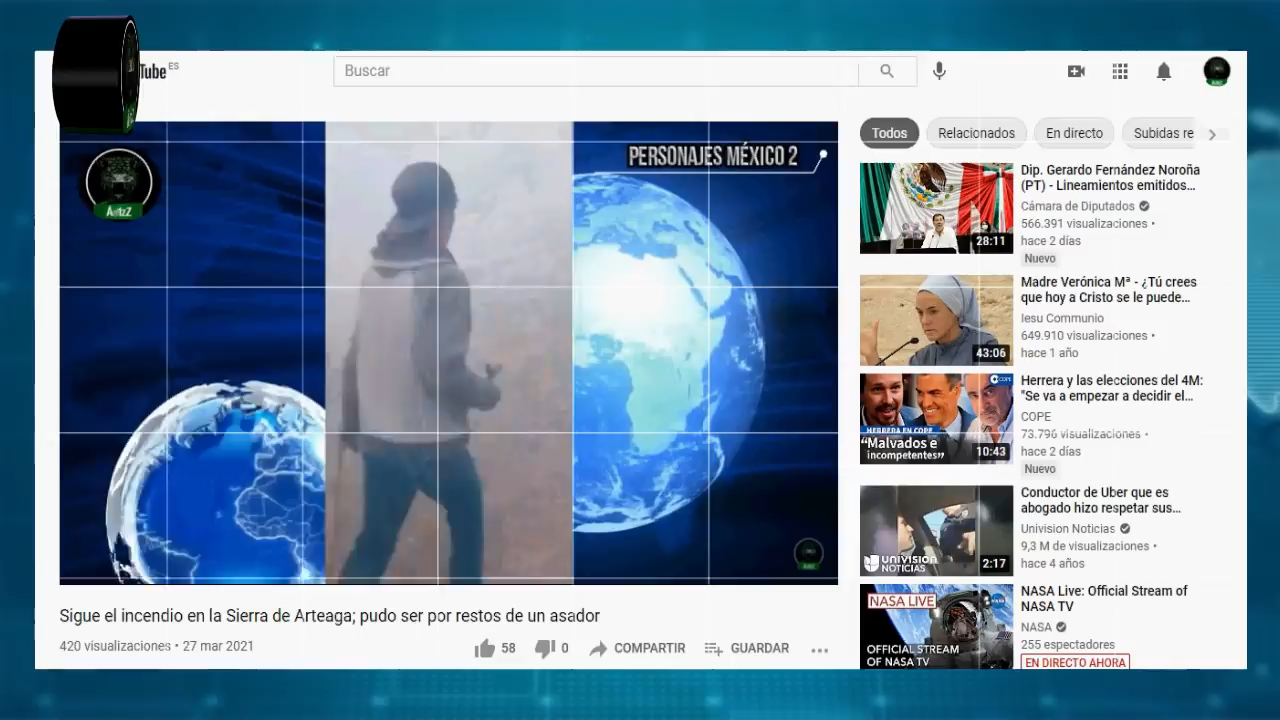 Tube ES
Buscar
PERSONAJES MÉXICO 2
Sigue el incendio en la Sierra de Arteaga; pudo ser por restos de un asador
420 visualizaciones • 27 mar 2021
58
0
COMPARTIR
GUARDAR
Todos
Relacionados
En directo
Subidas re
28:11
Dip. Gerardo Fernández Noroña
(PT) - Lineamientos emitidos...
Cámara de Diputados
566.391 visualizaciones •
hace 2 días
Nuevo
43:06
Madre Verónica Mª - ¿Tú crees
que hoy a Cristo se le puede...
Iesu Communio
649.910 visualizaciones •
hace 1 año
COPE
HERRERA EN COPE
"Malvados e
incompetentes"
10:43
Herrera y las elecciones del 4M:
"Se va a empezar a decidir el...
COPE
73.796 visualizaciones •
hace 2 días
Nuevo
UNIVISION
NOTICIAS
2:17
Conductor de Uber que es
abogado hizo respetar sus...
Univision Noticias
9,3 M de visualizaciones •
hace 4 años
NASA LIVE
OFFICIAL STREAM
OF NASA TV
NASA Live: Official Stream of
NASA TV
NASA
255 espectadores
EN DIRECTO AHORA